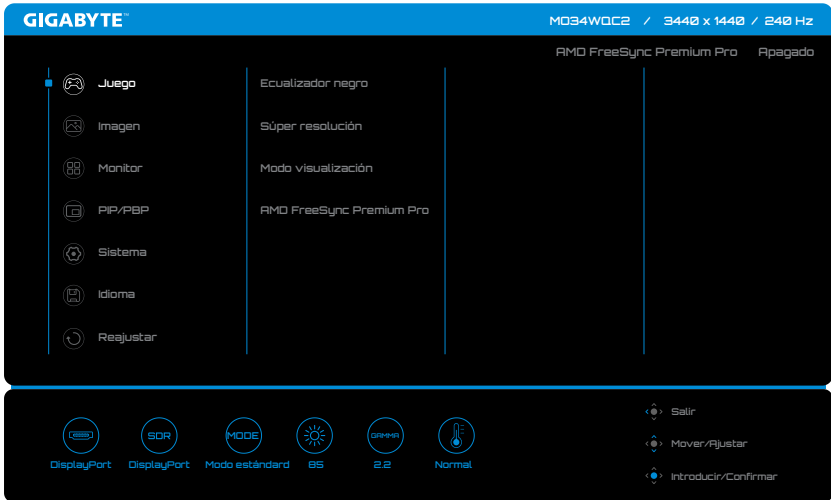 GIGABYTE™
MO34WQC2 / 3440 x 1440 / 240 Hz
AMD FreeSync Premium Pro Apagado
Juego
Imagen
Monitor
PIP/PBP
Sistema
Idioma
Reajustar
Ecualizador negro
Súper resolución
Modo visualización
AMD FreeSync Premium Pro
SDR
MODE
GAMMA
DisplayPort
DisplayPort
Modo estándard
85
2.2
Normal
Salir
Mover/Ajustar
Introducir/Confirmar